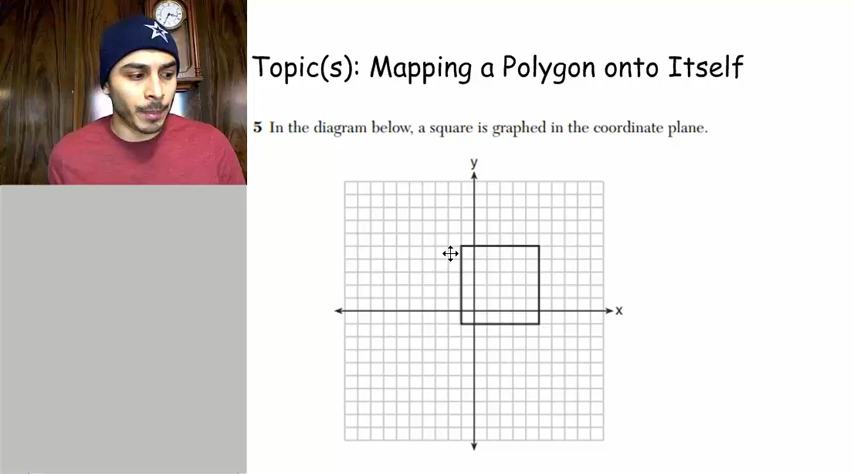 Topic(s): Mapping a Polygon onto Itself
5 In the diagram below, a square is graphed in the coordinate plane.
y
x